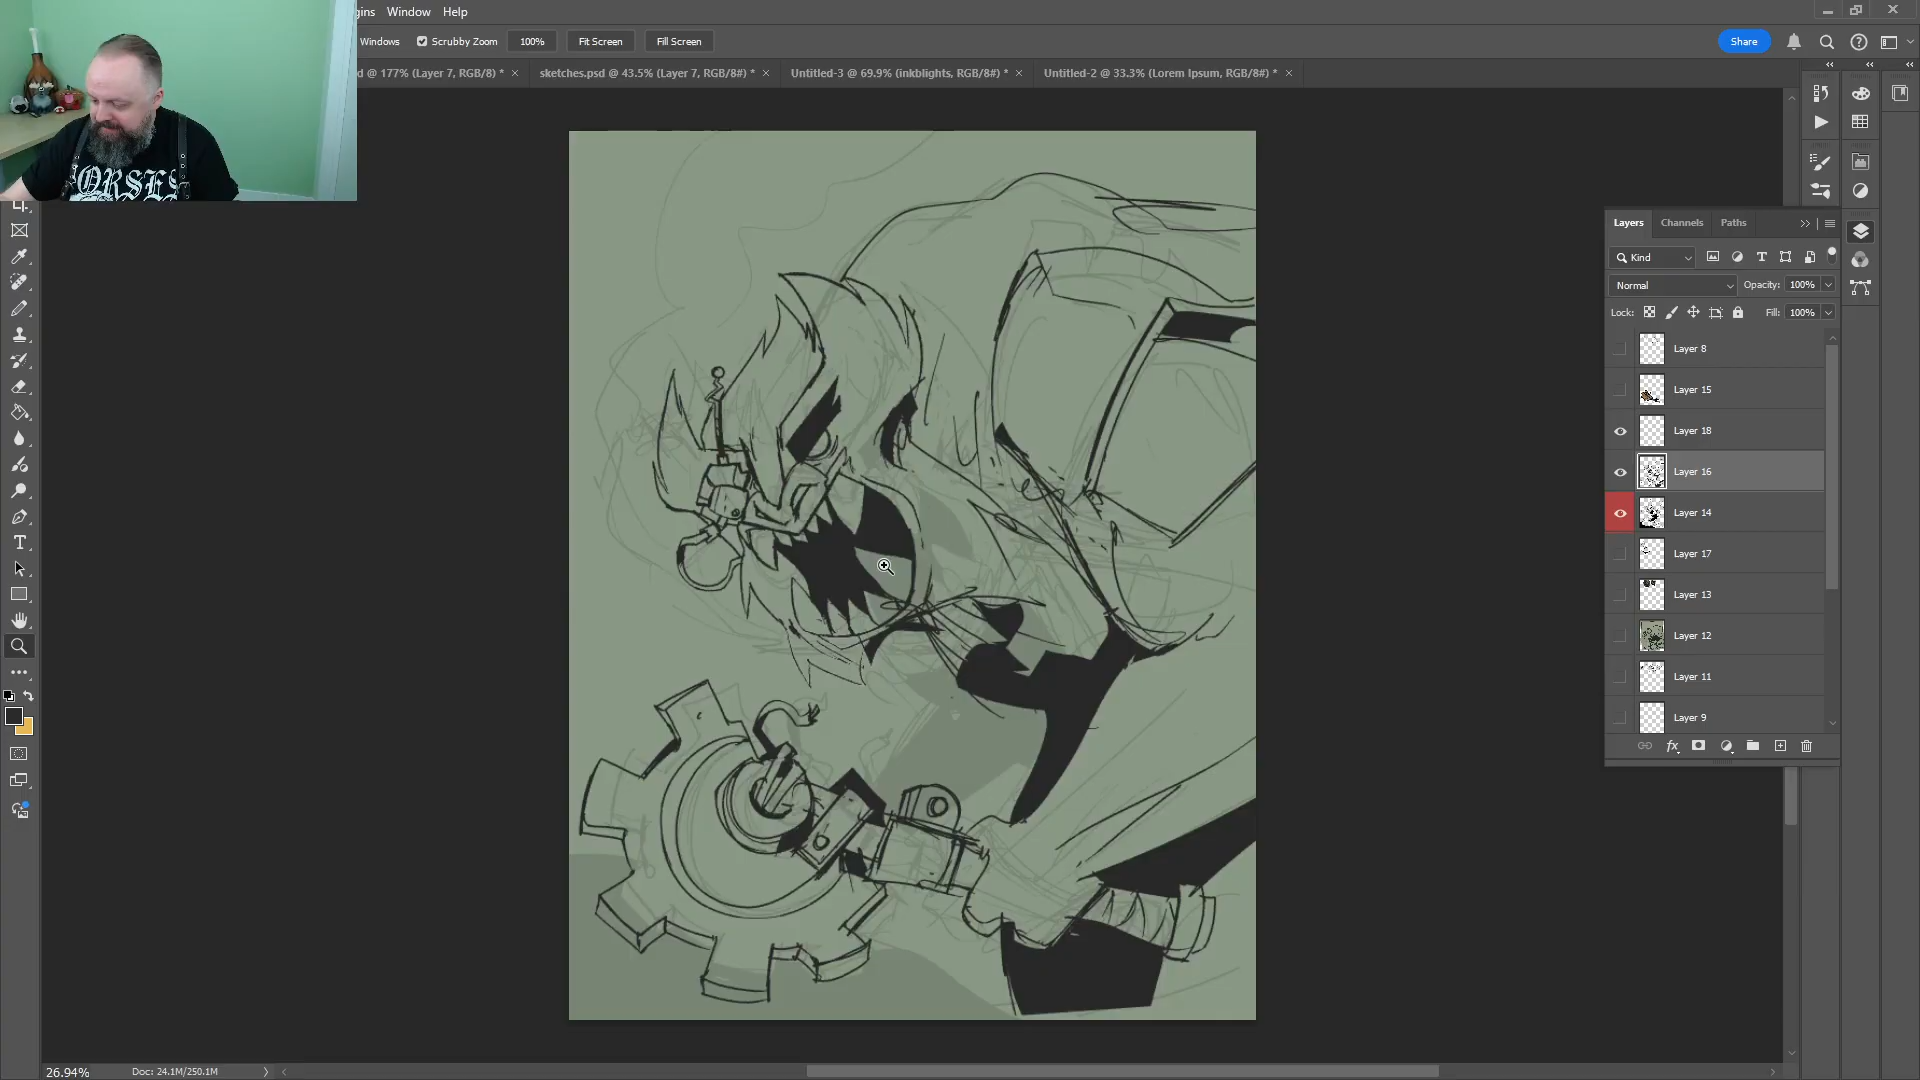 gins Window Help
Windows Scrubby Zoom 100% Fit Screen Fill Screen Share
d @ 177% (Layer 7, RGB/8) * × sketches.psd @ 43.5% (Layer 7, RGB/8#) * × Untitled-3 @ 69.9% (inkblights, RGB/8#) * × Untitled-2 @ 33.3% (Lorem Ipsum, RGB/8#) * ×
ORSES
Layers Channels Paths
Kind
Normal Opacity: 100%
Lock: Fill: 100%
Layer 8
Layer 15
Layer 18
Layer 16
Layer 14
Layer 17
Layer 13
Layer 12
Layer 11
Layer 9
fx
26.94% Doc: 24.1M/250.1M